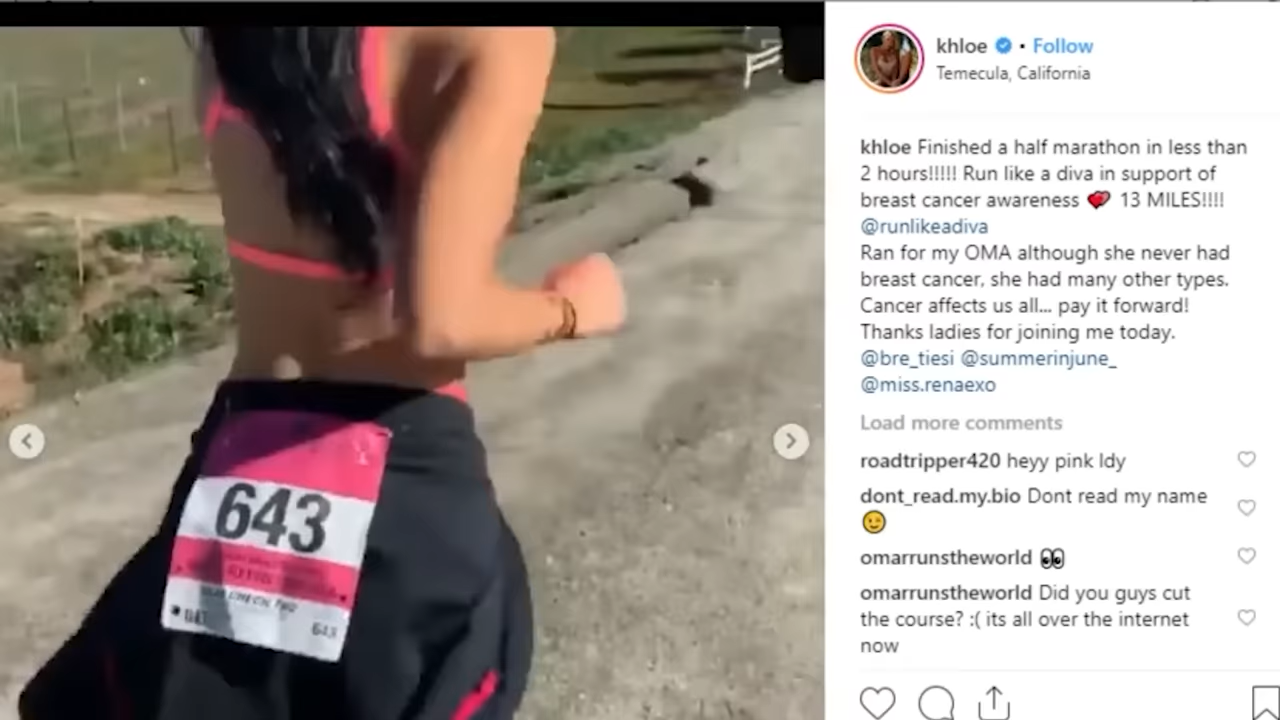 khloe • Follow
Temecula, California
khloe Finished a half marathon in less than
2 hours!!!!! Run like a diva in support of
breast cancer awareness 💞 13 MILES!!!!
@runlikeadiva
Ran for my OMA although she never had
breast cancer, she had many other types.
Cancer affects us all... pay it forward!
Thanks ladies for joining me today.
@bre_tiesi @summerinjune_
@miss.renaexo
Load more comments
roadtripper420 heyy pink ldy
dont_read.my.bio Dont read my name
😉
omarrunstheworld 👀
omarrunstheworld Did you guys cut
the course? :( its all over the internet
now
643
643